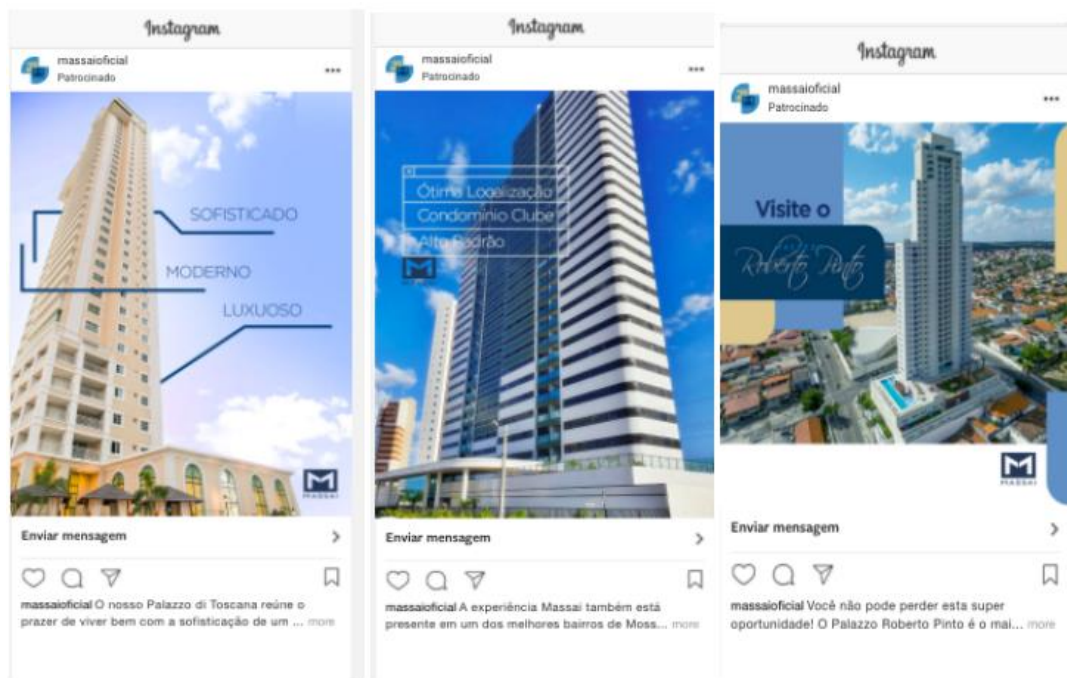 Instagram
massaioficial
Patrocinado
SOFISTICADO
MODERNO
LUXUOSO
MASSAI
Enviar mensagem
massaioficial O nosso Palazzo di Toscana reúne o
prazer de viver bem com a sofisticação de um ... more
Instagram
massaioficial
Patrocinado
Ótima Localização
Condomínio Clube
Alto Padrão
Enviar mensagem
massaioficial A experiência Massai também está
presente em um dos melhores bairros de Moss... more
Instagram
massaioficial
Patrocinado
Visite o
Roberto Pinto
MASSAI
Enviar mensagem
massaioficial Você não pode perder esta super
oportunidade! O Palazzo Roberto Pinto é o mai... more